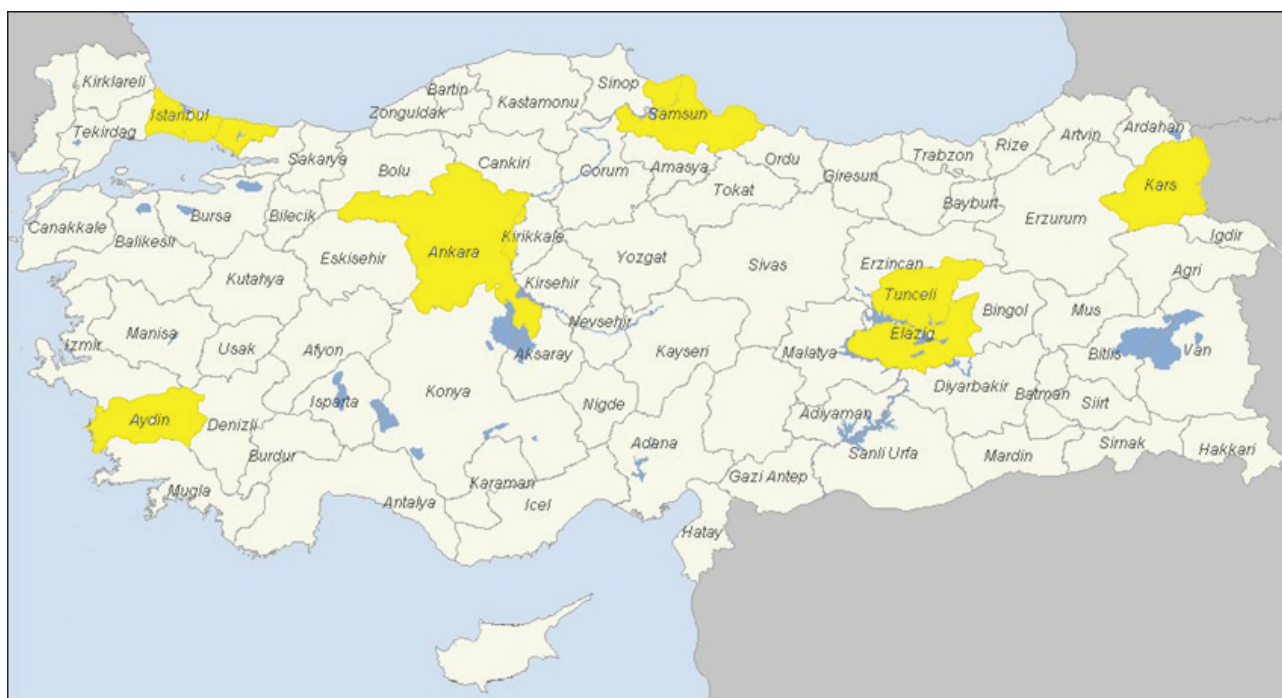 Kirklareli
Istanbul
Tekirdag
Bartin
Zonguldak
Kastamonu
Sinop
Samsun
Sakarya
Bolu
Cankiri
Corum
Amasya
Ordu
Tokat
Giresun
Trabzon
Rize
Artvin
Ardahan
Kars
Bayburt
Erzurum
Igdir
Agri
Canakkale
Balikesir
Bursa
Bilecik
Eskisehir
Ankara
Kirikkale
Yozgat
Sivas
Erzincan
Tunceli
Bingol
Mus
Kutahya
Kirsehir
Nevsehir
Elazig
Manisa
Izmir
Usak
Afyon
Aksaray
Kayseri
Malatya
Bitlis
Van
Konya
Isparta
Diyarbakir
Batman
Siirt
Aydin
Denizli
Nigde
Adiyaman
Burdur
Adana
Sanli Urfa
Mardin
Sirnak
Hakkari
Mugla
Antalya
Karaman
Icel
Gazi Antep
Hatay